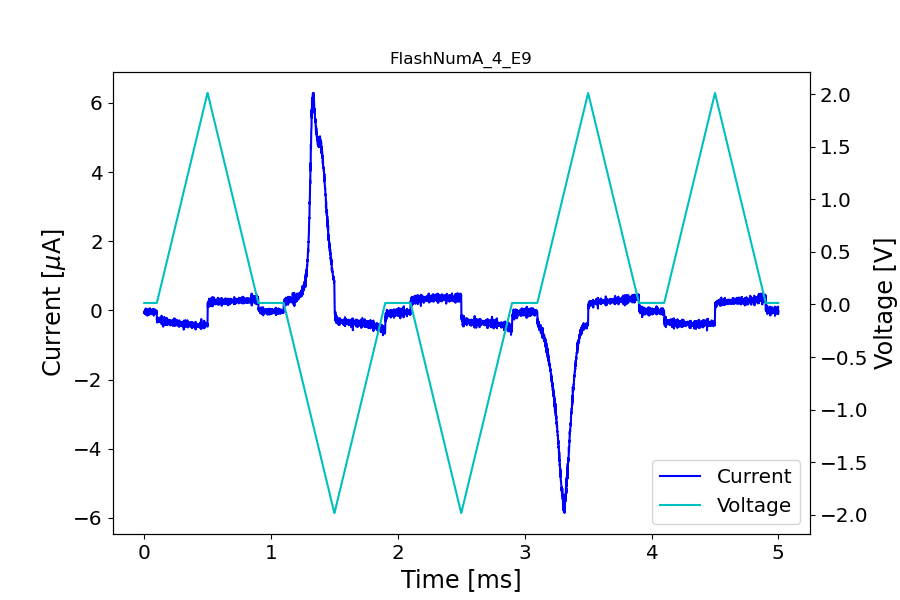 FlashNumA_4_E9
6
4
2
0
−2
−4
−6
Current [μA]
2.0
1.5
1.0
0.5
0.0
−0.5
−1.0
−1.5
−2.0
Voltage [V]
Current
Voltage
0 1 2 3 4 5
Time [ms]